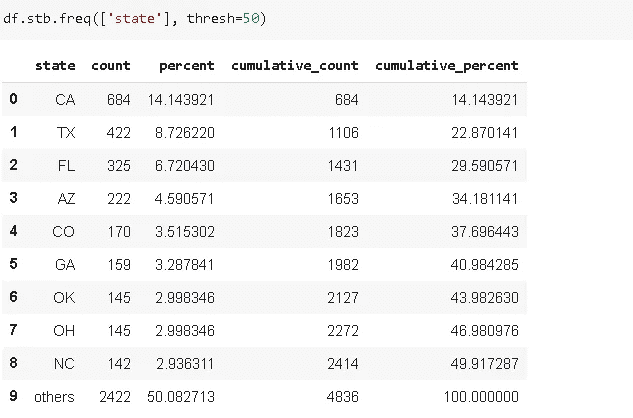 df.stb.freq(['state'], thresh=50)
state count percent cumulative_count cumulative_percent
0 CA 684 14.143921 684 14.143921
1 TX 422 8.726220 1106 22.870141
2 FL 325 6.720430 1431 29.590571
3 AZ 222 4.590571 1653 34.181141
4 CO 170 3.515302 1823 37.696443
5 GA 159 3.287841 1982 40.984285
6 OK 145 2.998346 2127 43.982630
7 OH 145 2.998346 2272 46.980976
8 NC 142 2.936311 2414 49.917287
9 others 2422 50.082713 4836 100.000000